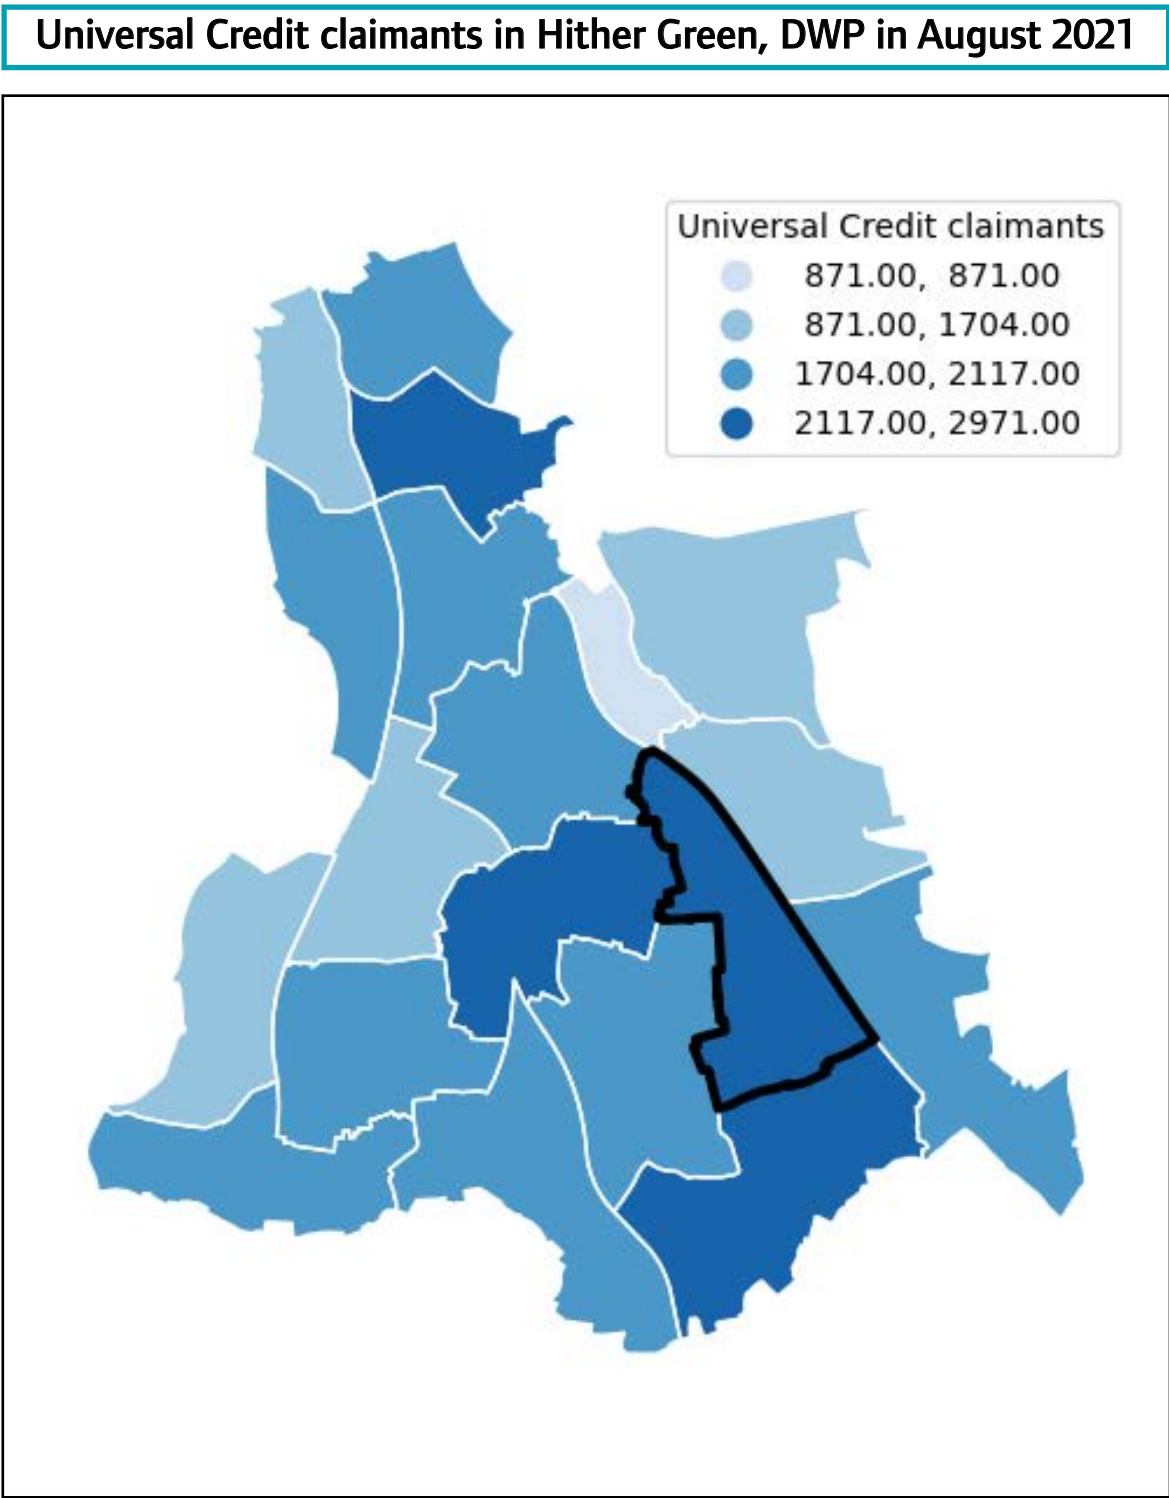 Universal Credit claimants in Hither Green, DWP in August 2021
Universal Credit claimants
871.00, 871.00
871.00, 1704.00
1704.00, 2117.00
2117.00, 2971.00